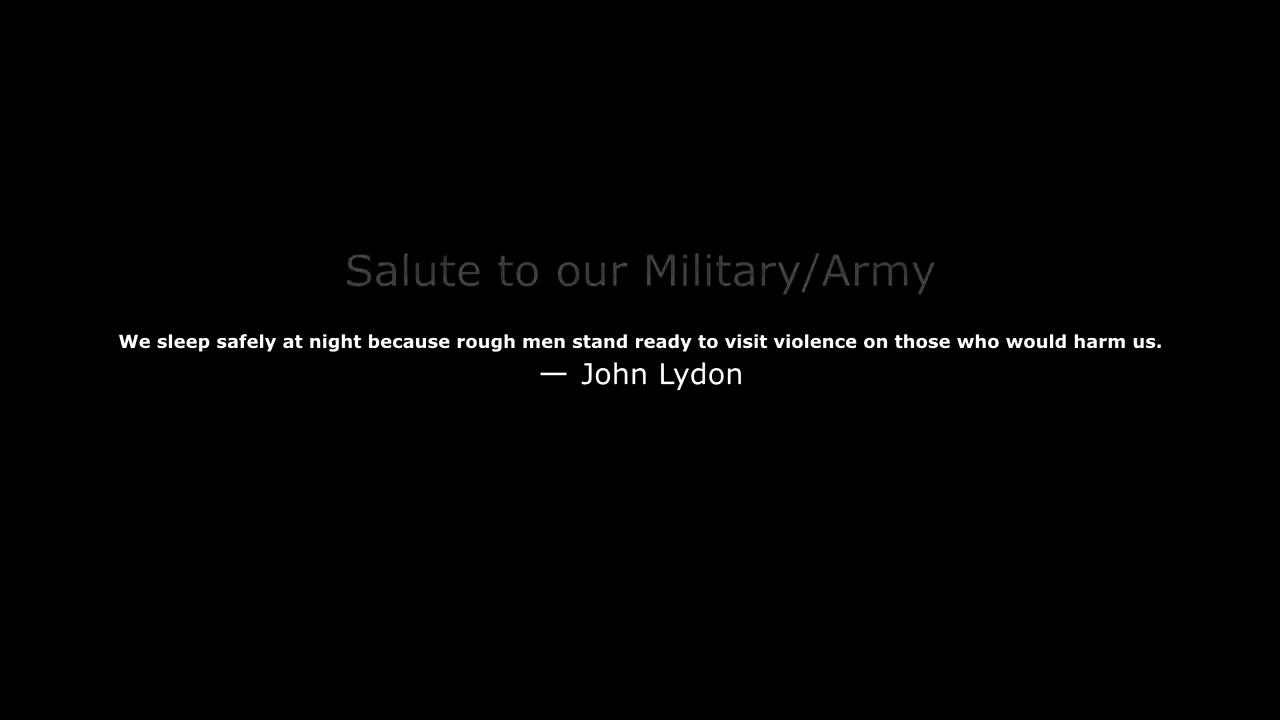 Salute to our Military/Army
We sleep safely at night because rough men stand ready to visit violence on those who would harm us.
— John Lydon